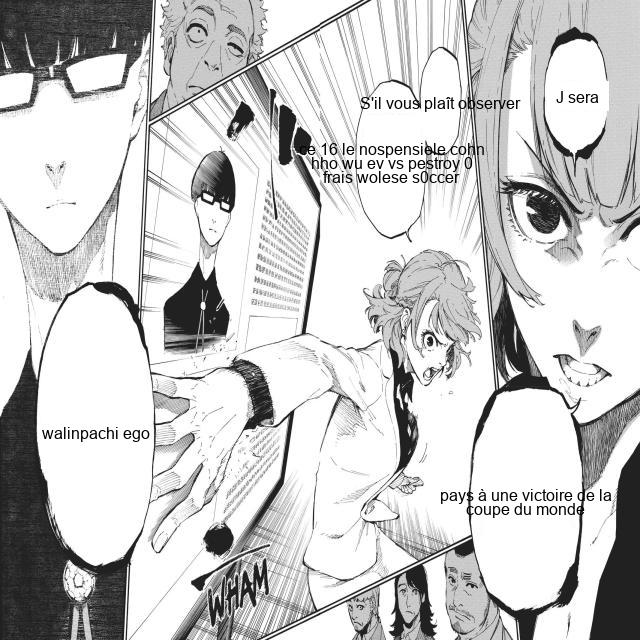 J sera
S'il vous plaît observer
ce 16 le nospensiele cohn
hho wu ev vs pestroy 0
frais wolese s0ccer
walinpachi ego
pays à une victoire de la
coupe du monde
WHAM